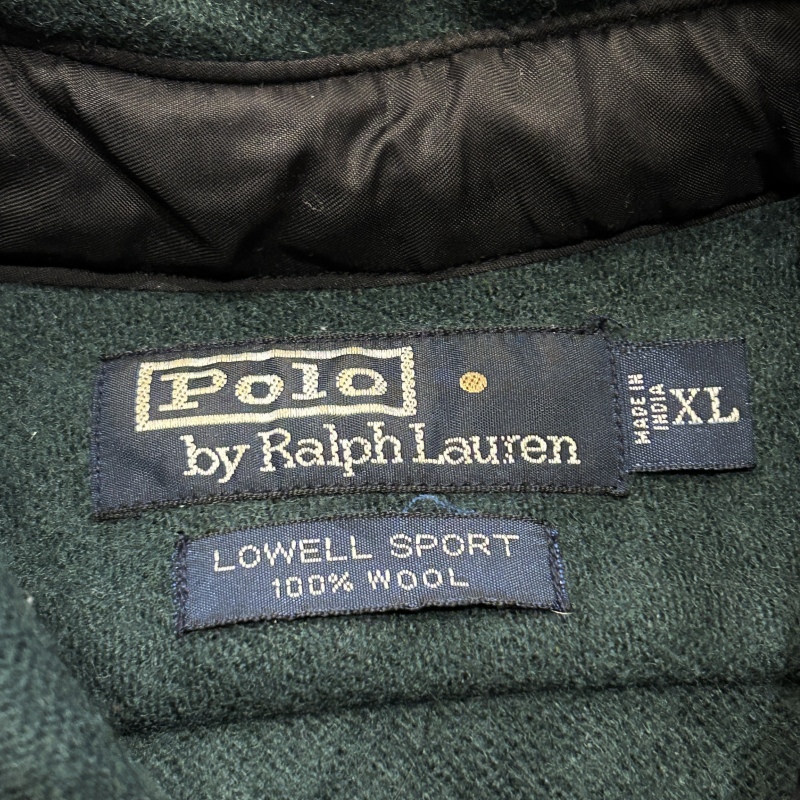 Polo
by Ralph Lauren
MADE IN
INDIA
XL
LOWELL SPORT
100% WOOL